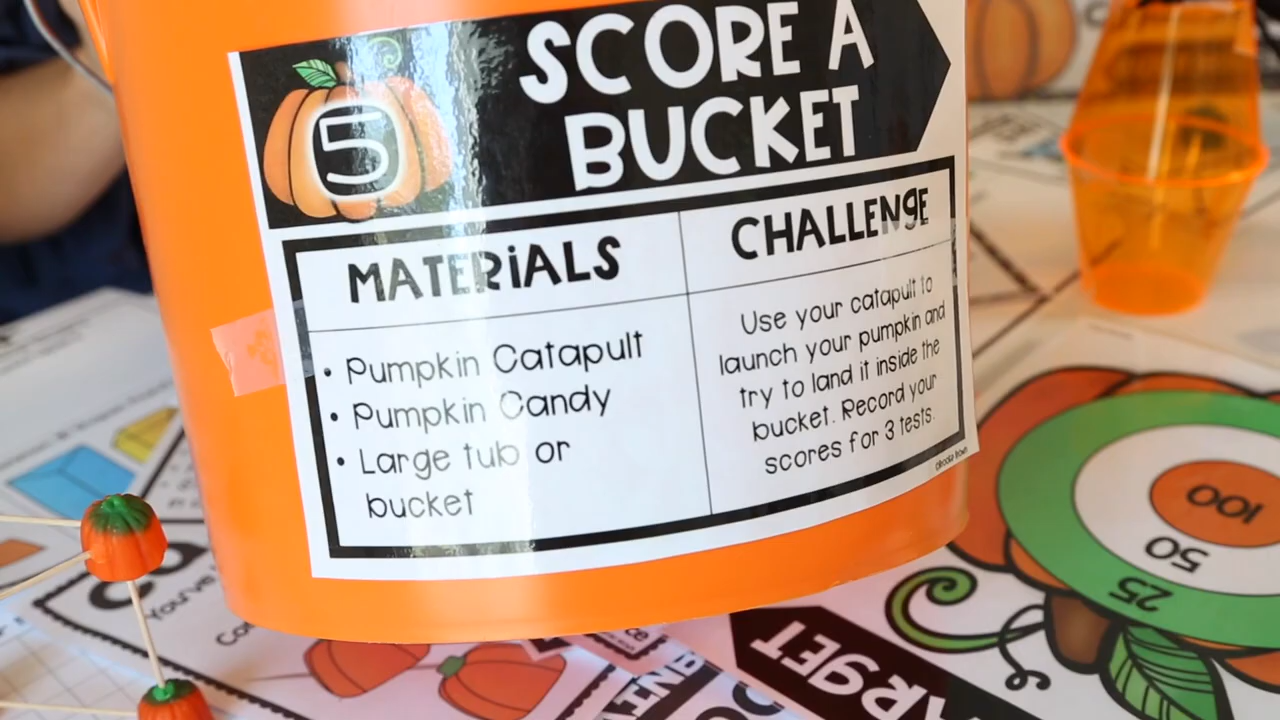 5
SCORE A
BUCKET
MATERIALS
CHALLENGE
• Pumpkin Catapult
• Pumpkin Candy
• Large tub or
bucket
Use your catapult to
launch your pumpkin and
try to land it inside the
bucket. Record your
scores for 3 tests.
100
50
25
TARGET
You've